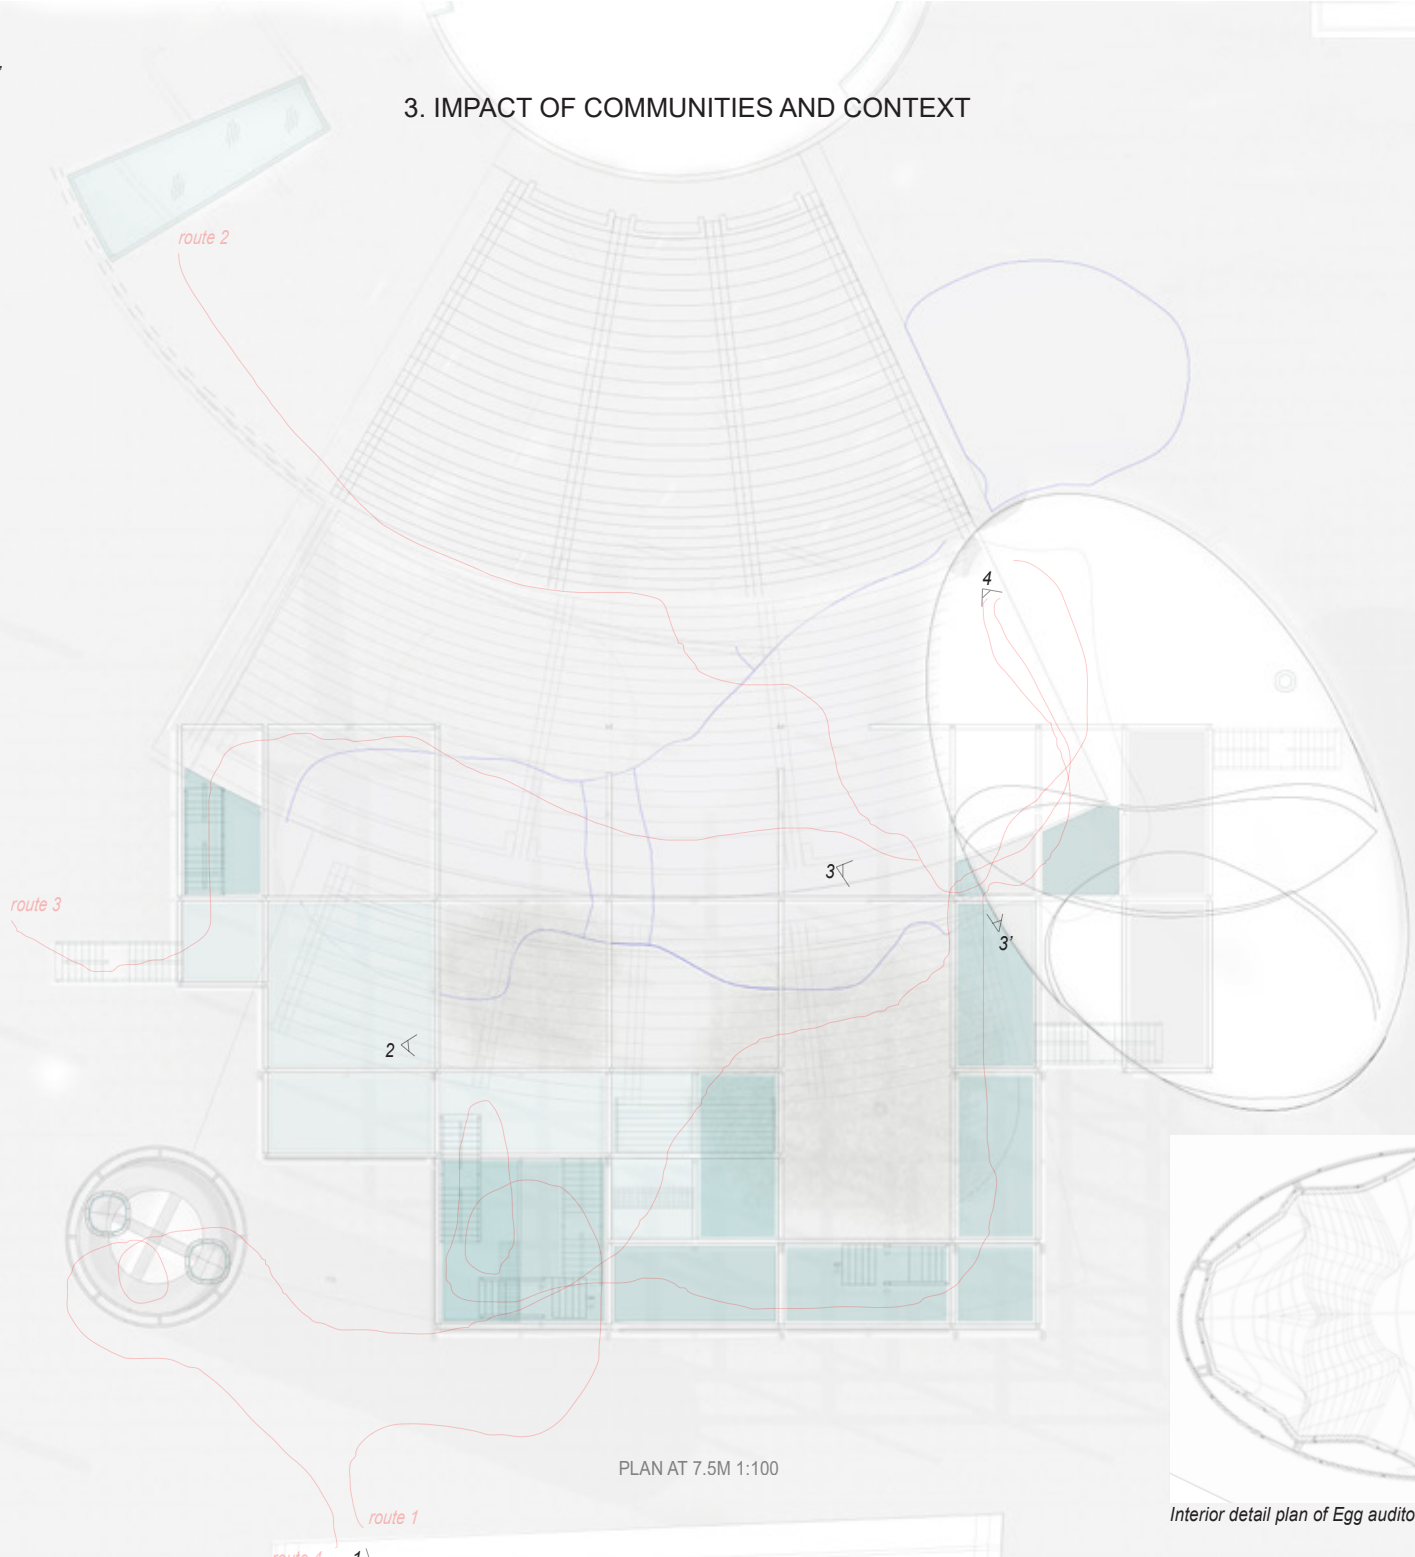 3. IMPACT OF COMMUNITIES AND CONTEXT
route 2
4
3
route 3
3'
2
PLAN AT 7.5M 1:100
Interior detail plan of Egg audito
route 1
1